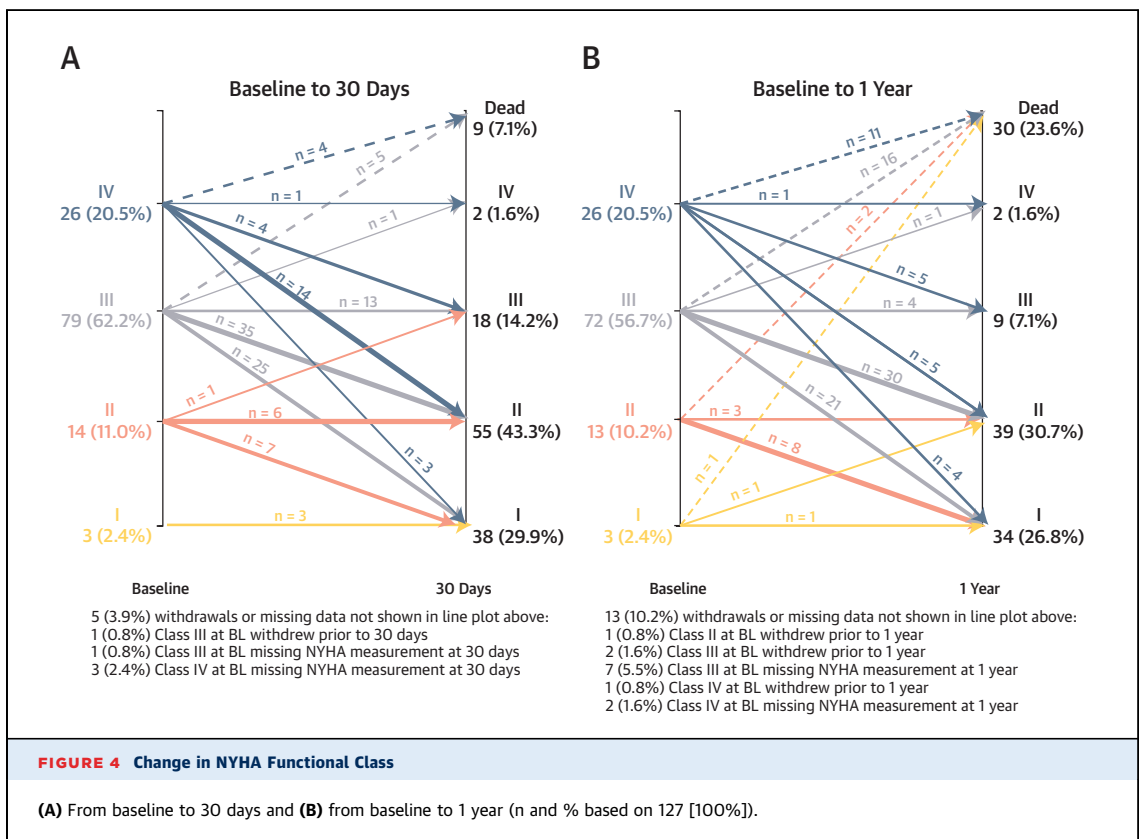 A
Baseline to 30 Days
Dead
9 (7.1%)
n = 4
n = 5
IV
26 (20.5%)
n = 1
IV
2 (1.6%)
n = 4
n = 1
n = 14
III
79 (62.2%)
n = 13
III
18 (14.2%)
n = 35
n = 25
n = 1
II
14 (11.0%)
n = 6
II
55 (43.3%)
n = 7
n = 3
I
3 (2.4%)
n = 3
I
38 (29.9%)
Baseline
30 Days
5 (3.9%) withdrawals or missing data not shown in line plot above:
1 (0.8%) Class III at BL withdrew prior to 30 days
1 (0.8%) Class III at BL missing NYHA measurement at 30 days
3 (2.4%) Class IV at BL missing NYHA measurement at 30 days
B
Baseline to 1 Year
Dead
30 (23.6%)
n = 11
n = 16
IV
26 (20.5%)
n = 1
IV
2 (1.6%)
n = 2
n = 1
n = 5
III
72 (56.7%)
n = 4
III
9 (7.1%)
n = 5
n = 30
n = 21
II
13 (10.2%)
n = 3
II
39 (30.7%)
n = 8
n = 1
n = 1
n = 4
I
3 (2.4%)
n = 1
I
34 (26.8%)
Baseline
1 Year
13 (10.2%) withdrawals or missing data not shown in line plot above:
1 (0.8%) Class II at BL withdrew prior to 1 year
2 (1.6%) Class III at BL withdrew prior to 1 year
7 (5.5%) Class III at BL missing NYHA measurement at 1 year
1 (0.8%) Class IV at BL withdrew prior to 1 year
2 (1.6%) Class IV at BL missing NYHA measurement at 1 year
FIGURE 4 Change in NYHA Functional Class
(A) From baseline to 30 days and (B) from baseline to 1 year (n and % based on 127 [100%]).